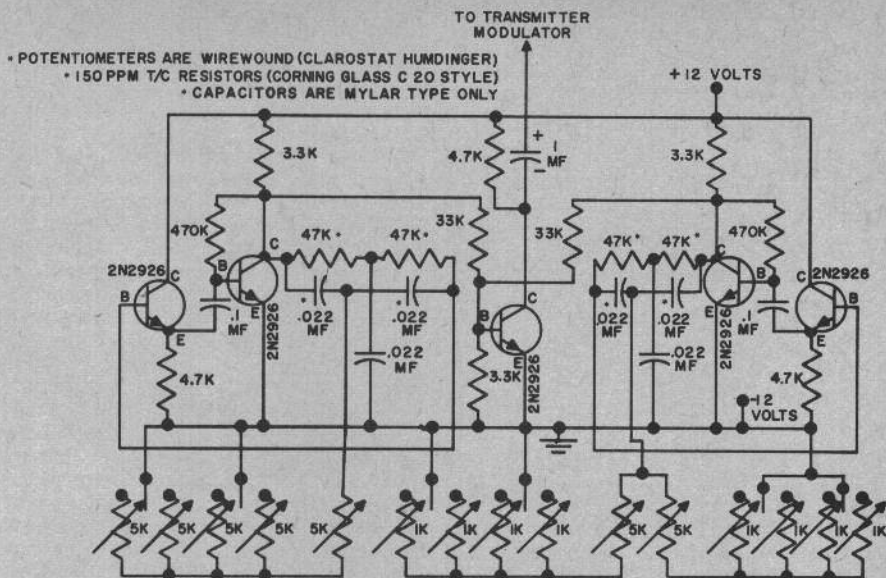 TO TRANSMITTER
MODULATOR
• POTENTIOMETERS ARE WIREWOUND (CLAROSTAT HUMDINGER)
• 150 PPM T/C RESISTORS (CORNING GLASS C 20 STYLE)
• CAPACITORS ARE MYLAR TYPE ONLY
+12 VOLTS
3.3K
4.7K
+
1
MF
-
3.3K
470K
33K
33K
470K
47K•
47K•
47K•
47K•
2N2926
C
B
E
C
B
E
2N2926
.1
MF
•
.022
MF
•
.022
MF
.022
MF
4.7K
C
B
E
2N2926
3.3K
•
.022
MF
•
.022
MF
.022
MF
C
B
E
2N2926
.1
MF
2N2926
C
B
E
4.7K
-12
VOLTS
5K
5K
5K
5K
5K
1K
1K
1K
1K
5K
5K
1K
1K
1K
1K